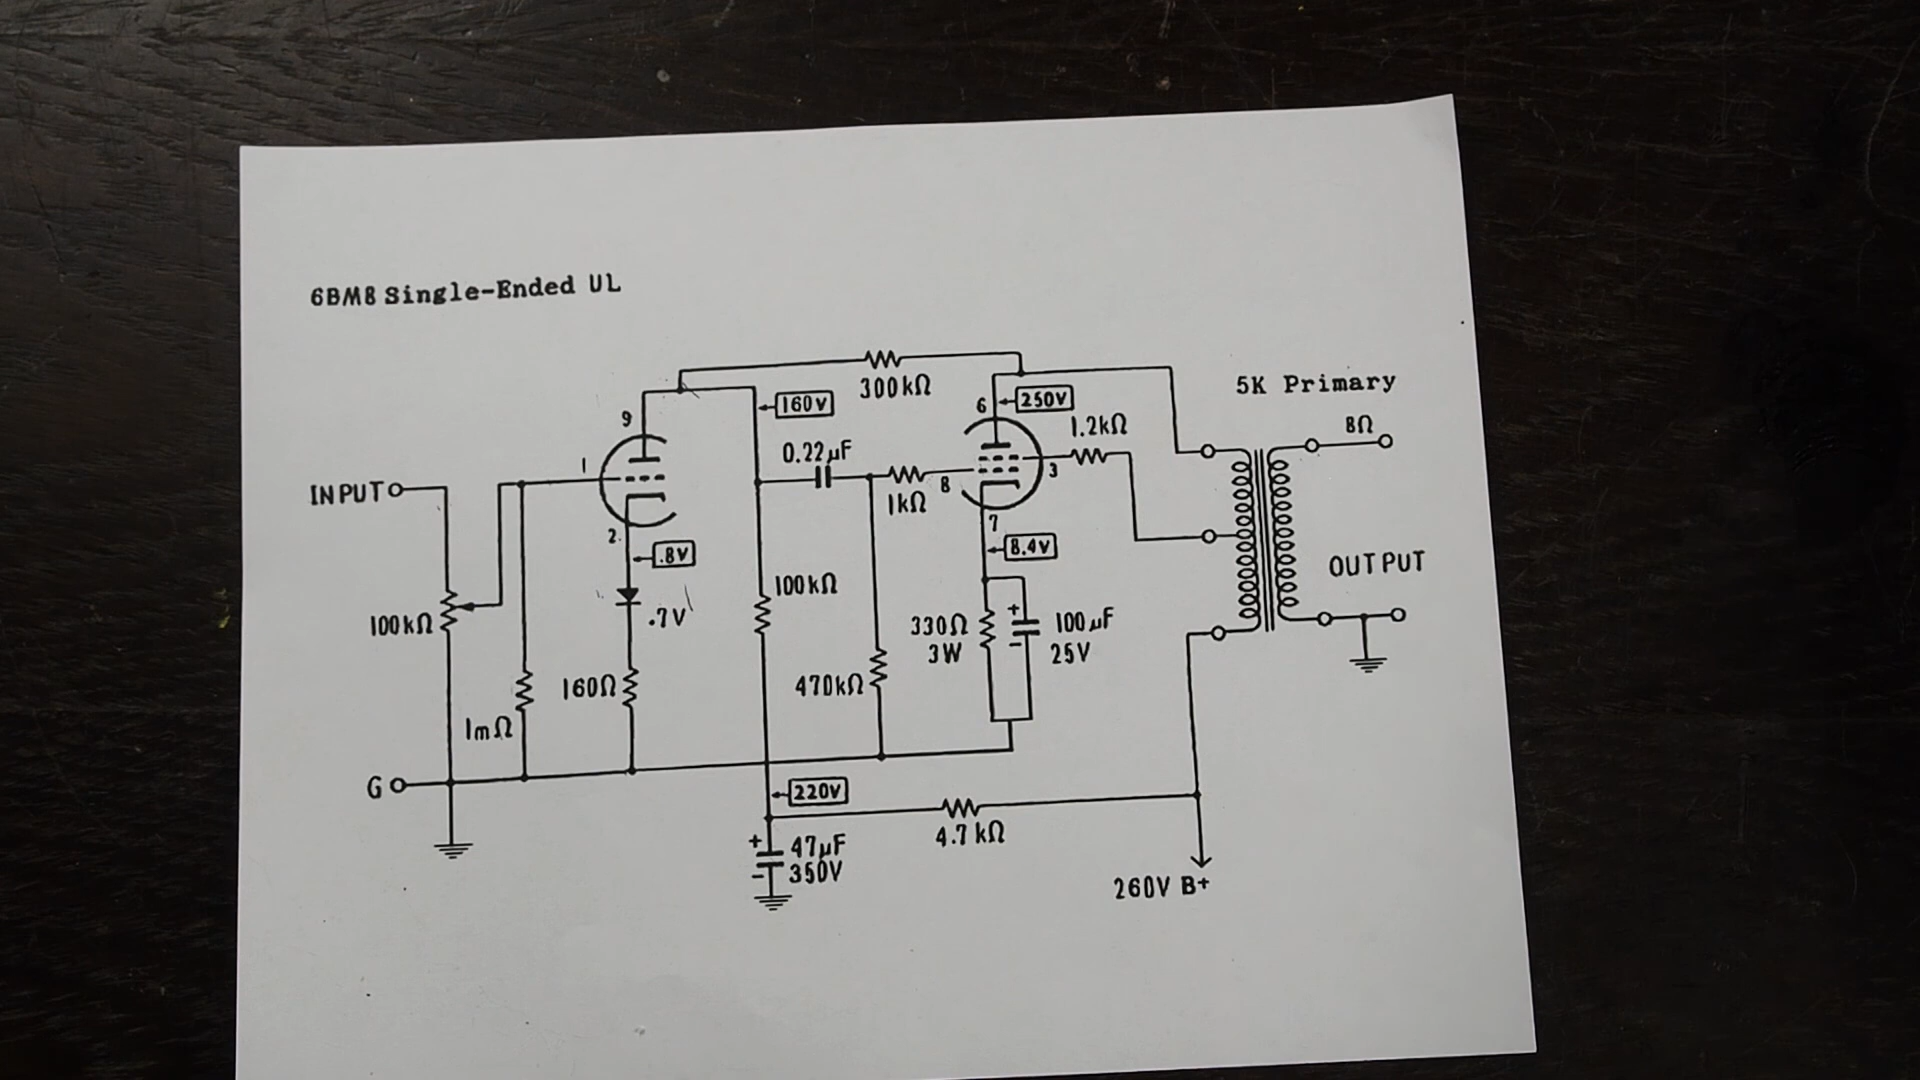 6BM8 Single-Ended UL
300kΩ
5K Primary
160V
6
250V
9
1.2kΩ
8Ω
0.22µF
1
INPUT
8
3
1kΩ
2
7
.8V
8.4V
OUTPUT
100kΩ
.7V
100kΩ
330Ω
3W
+
-
100µF
25V
470kΩ
160Ω
1mΩ
G
220V
4.7kΩ
+
-
47µF
350V
260V B+